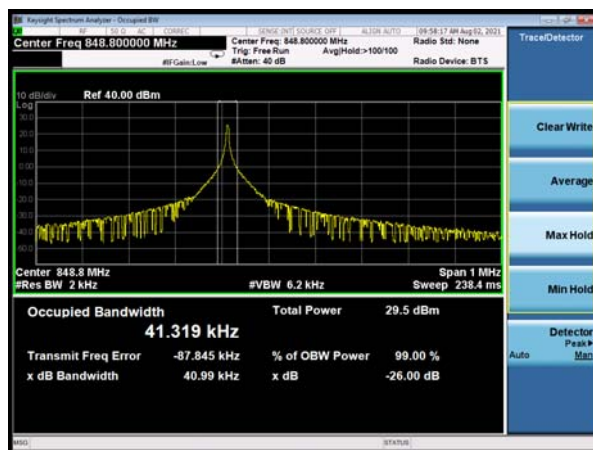 Keysight Spectrum Analyzer - Occupied BW
RF 50 Ω AC CORREC SENSE:INT SOURCE OFF ALIGN AUTO 09:58:17 AM Aug 02, 2021
Center Freq 848.800000 MHz
Center Freq: 848.800000 MHz Radio Std: None
Trig: Free Run Avg|Hold:>100/100
#IFGain:Low #Atten: 40 dB Radio Device: BTS
Trace/Detector
10 dB/div Ref 40.00 dBm
Log
30.0
20.0
10.0
0.00
-10.0
-20.0
-30.0
-40.0
-50.0
Center 848.8 MHz Span 1 MHz
#Res BW 2 kHz #VBW 6.2 kHz Sweep 238.4 ms
Occupied Bandwidth Total Power 29.5 dBm
41.319 kHz
Transmit Freq Error -87.845 kHz % of OBW Power 99.00 %
x dB Bandwidth 40.99 kHz x dB -26.00 dB
Clear Write
Average
Max Hold
Min Hold
Detector
Peak▶
Auto Man
MSG STATUS